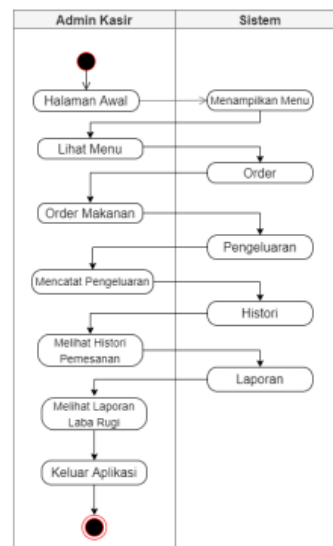 Admin Kasir
Sistem
Halaman Awal
Menampilkan Menu
Lihat Menu
Order
Order Makanan
Pengeluaran
Mencatat Pengeluaran
Histori
Melihat Histori
Pemesanan
Laporan
Melihat Laporan
Laba Rugi
Keluar Aplikasi